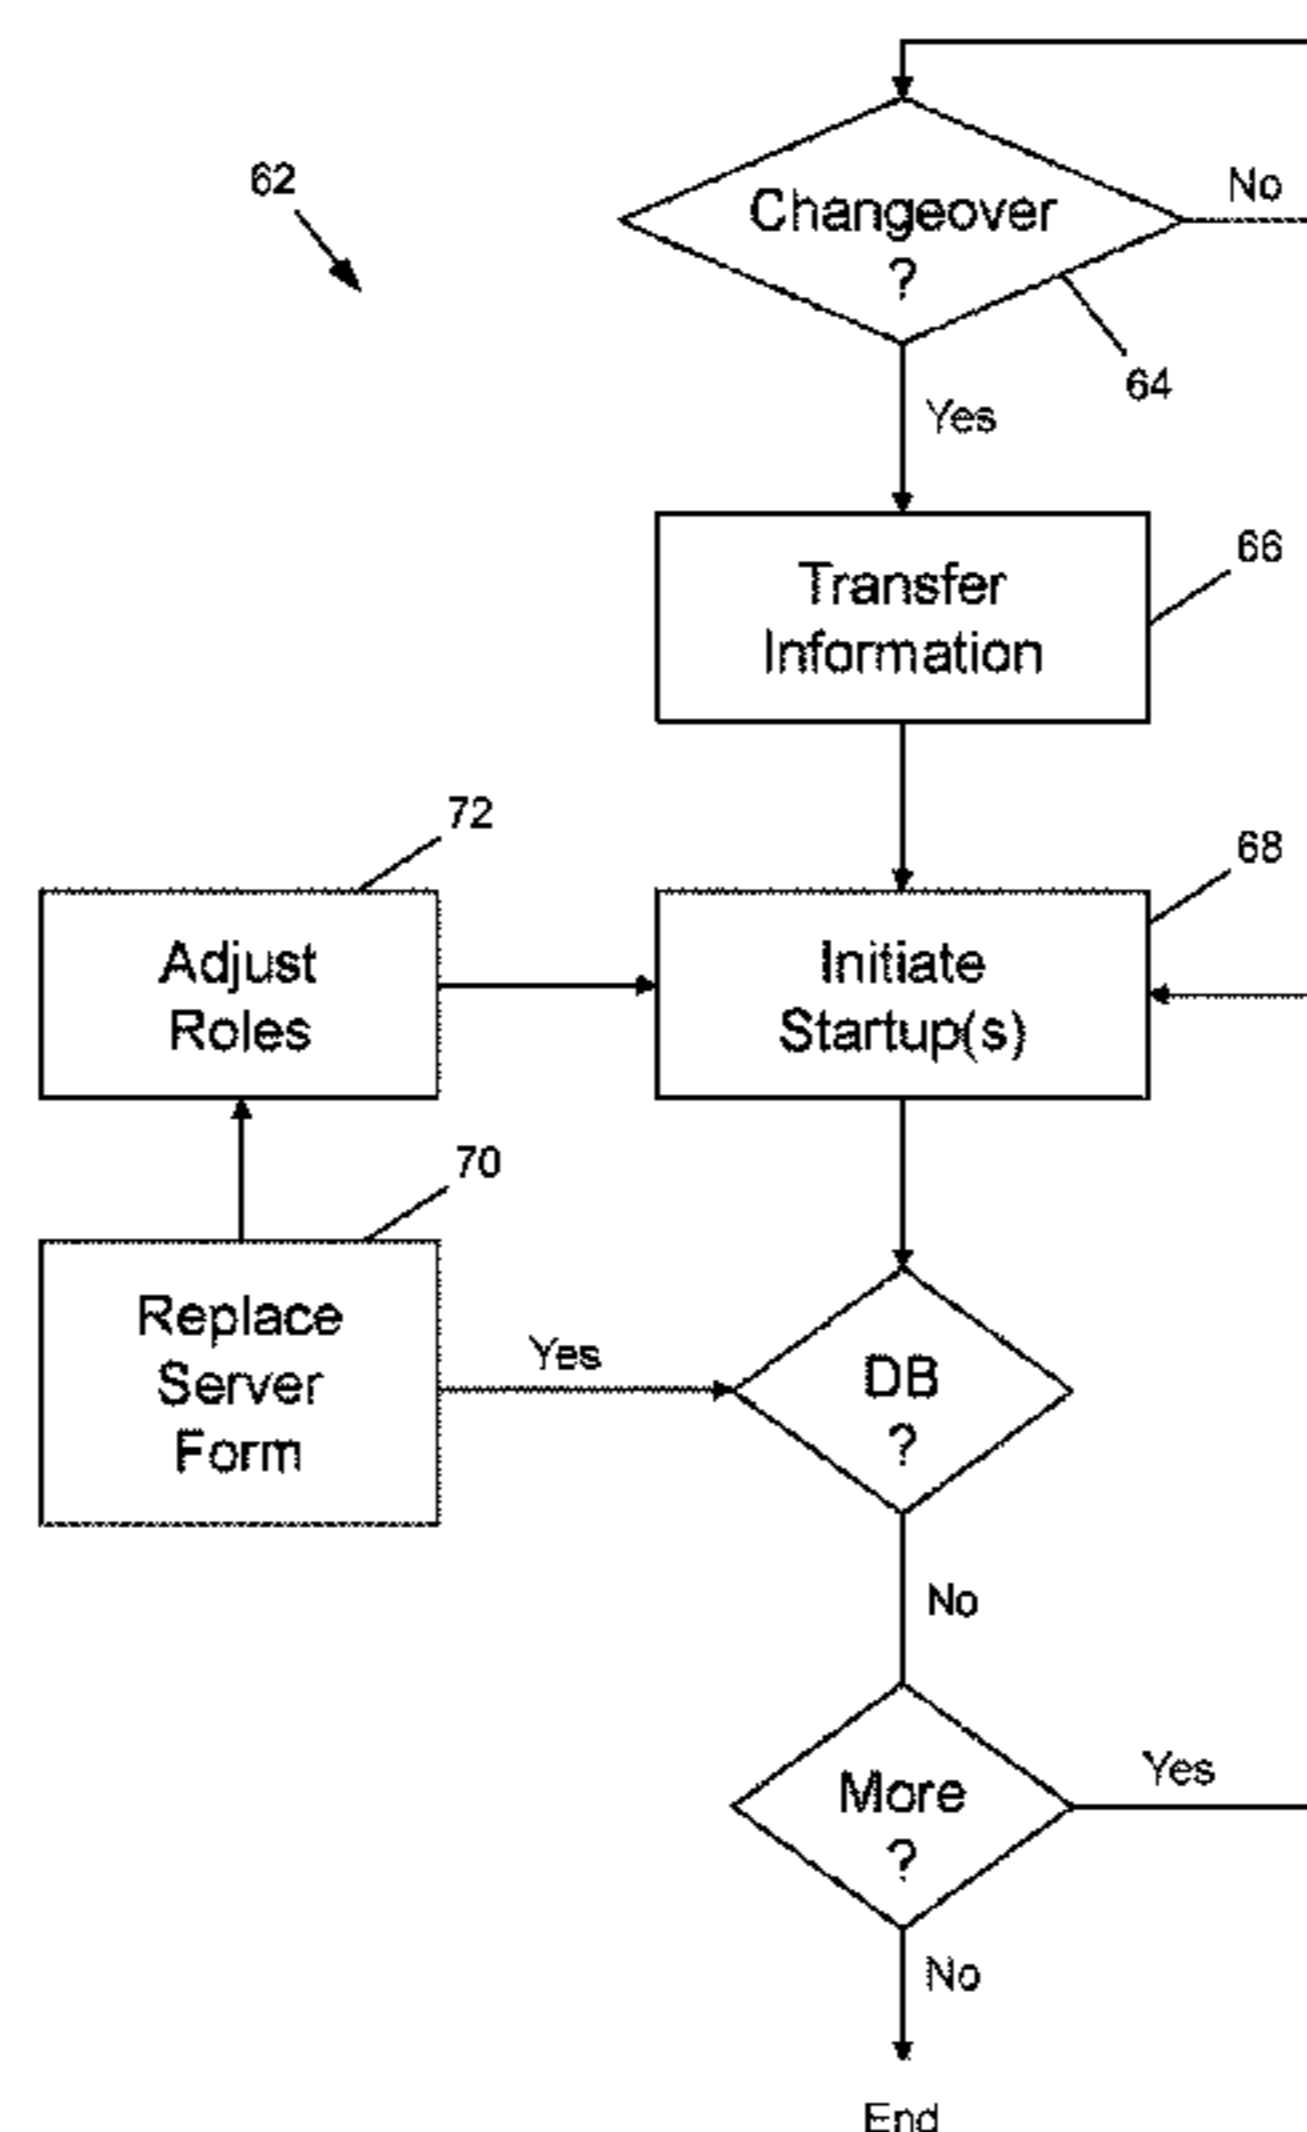 62
Changeover
?
No
64
Yes
Transfer
Information
66
72
68
Adjust
Roles
Initiate
Startup(s)
70
Replace
Server
Form
Yes
DB
?
No
More
?
Yes
No
End